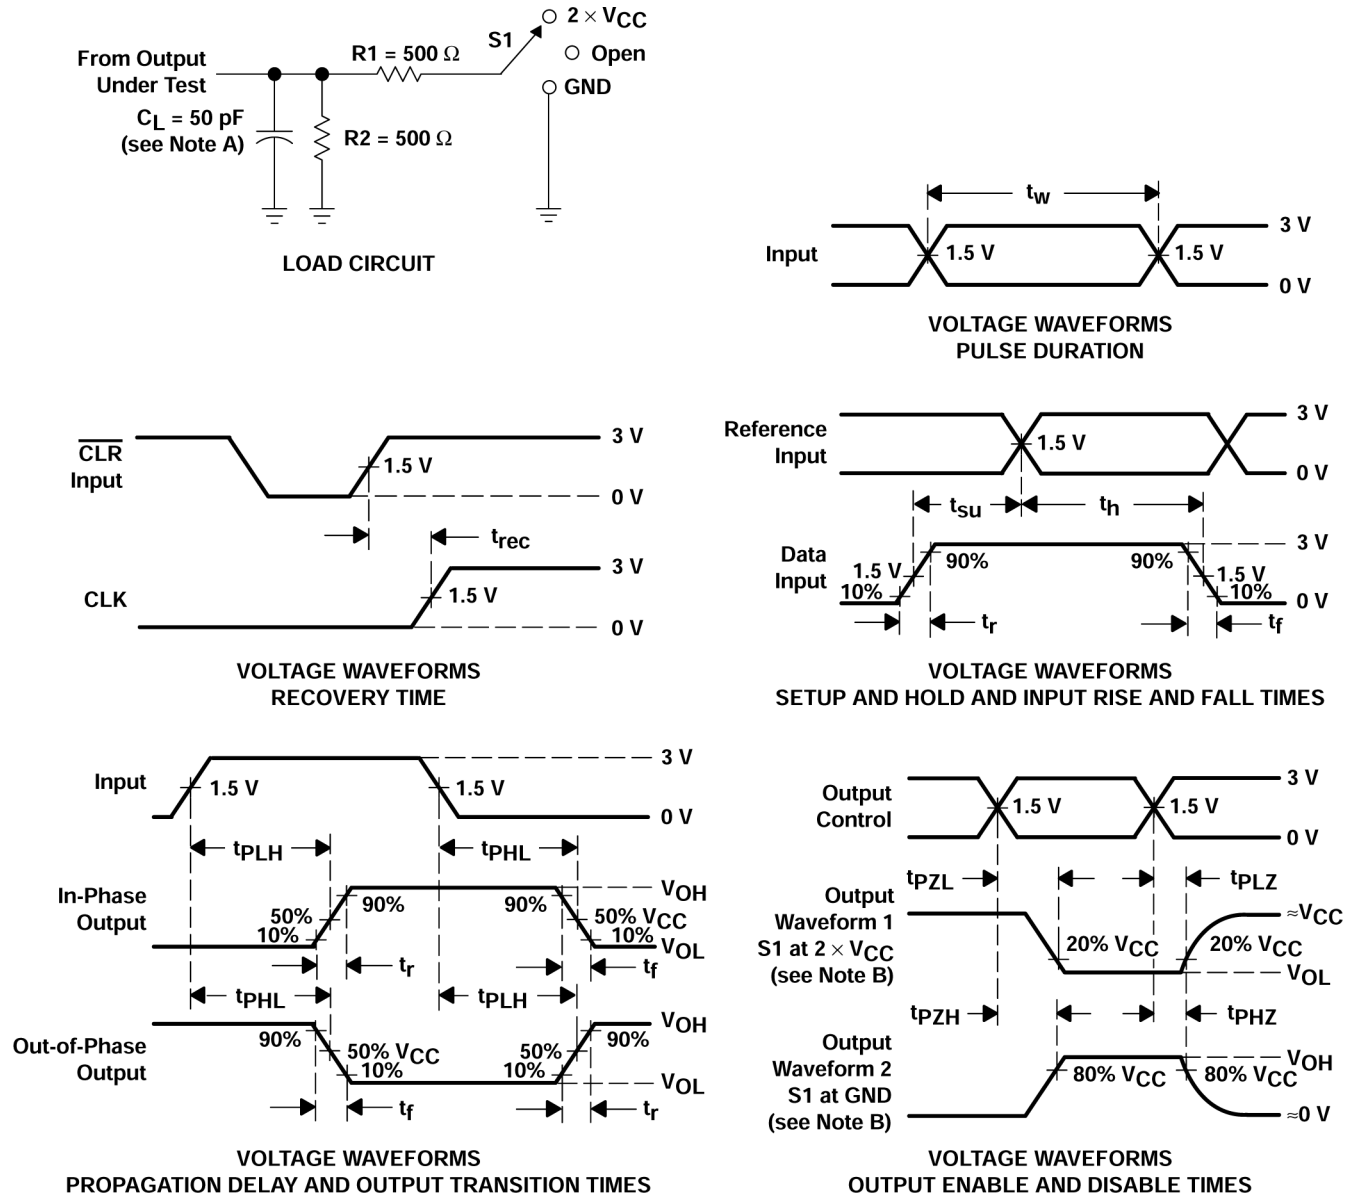 2 × VCC
S1
Open
GND
From Output
Under Test
R1 = 500 Ω
CL = 50 pF
(see Note A)
R2 = 500 Ω
LOAD CIRCUIT
tw
Input
1.5 V
1.5 V
3 V
0 V
VOLTAGE WAVEFORMS
PULSE DURATION
CLR
Input
1.5 V
3 V
0 V
trec
CLK
1.5 V
3 V
0 V
VOLTAGE WAVEFORMS
RECOVERY TIME
Reference
Input
1.5 V
3 V
0 V
tsu
th
Data
Input
1.5 V
10%
90%
90%
1.5 V
10%
3 V
0 V
tr
tf
VOLTAGE WAVEFORMS
SETUP AND HOLD AND INPUT RISE AND FALL TIMES
Input
1.5 V
1.5 V
3 V
0 V
tPLH
tPHL
In-Phase
Output
50%
10%
90%
90%
50% VCC
10%
VOH
VOL
tr
tf
tPHL
tPLH
Out-of-Phase
Output
90%
50% VCC
10%
50%
10%
90%
VOH
VOL
tf
tr
VOLTAGE WAVEFORMS
PROPAGATION DELAY AND OUTPUT TRANSITION TIMES
Output
Control
1.5 V
1.5 V
3 V
0 V
tPZL
tPLZ
Output
Waveform 1
S1 at 2 × VCC
(see Note B)
20% VCC
20% VCC
≈VCC
VOL
tPZH
tPHZ
Output
Waveform 2
S1 at GND
(see Note B)
80% VCC
80% VCC
VOH
≈0 V
VOLTAGE WAVEFORMS
OUTPUT ENABLE AND DISABLE TIMES